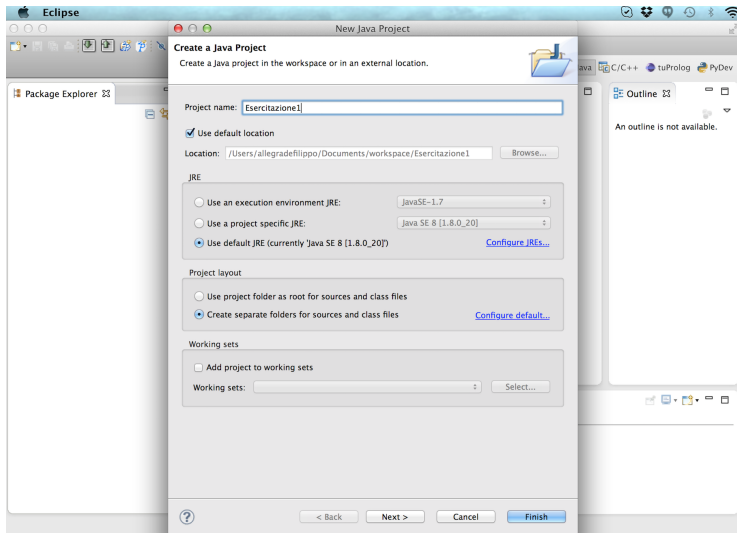 Eclipse
New Java Project
Create a Java Project
Create a Java project in the workspace or in an external location.
ava C/C++ tuProlog PyDev
Package Explorer
Outline
An outline is not available.
Project name: Esercitazione1
Use default location
Location: /Users/allegradefilippo/Documents/workspace/Esercitazione1 Browse...
JRE
Use an execution environment JRE: JavaSE-1.7
Use a project specific JRE: Java SE 8 [1.8.0_20]
Use default JRE (currently 'Java SE 8 [1.8.0_20]') Configure JREs...
Project layout
Use project folder as root for sources and class files
Create separate folders for sources and class files Configure default...
Working sets
Add project to working sets
Working sets: Select...
? < Back Next > Cancel Finish